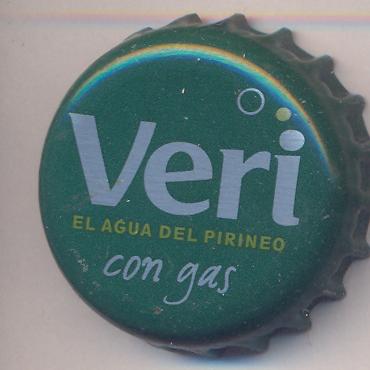 Veri
EL AGUA DEL PIRINEO
con gas